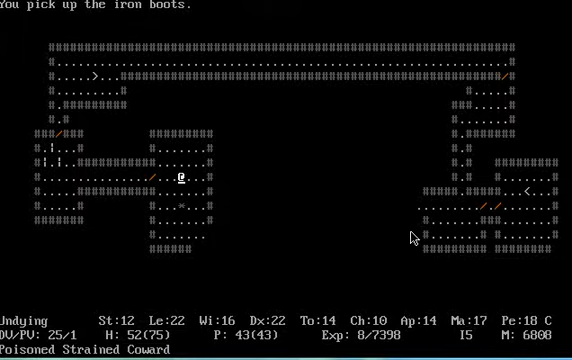 You pick up the iron boots.
Undying St:12 Le:22 Wi:16 Dx:22 To:14 Ch:10 Ap:14 Ma:17 Pe:18 C
DV/PV: 25/1 H: 52(75) P: 43(43) Exp: 8/7398 I5 M: 6808
Poisoned Strained Coward